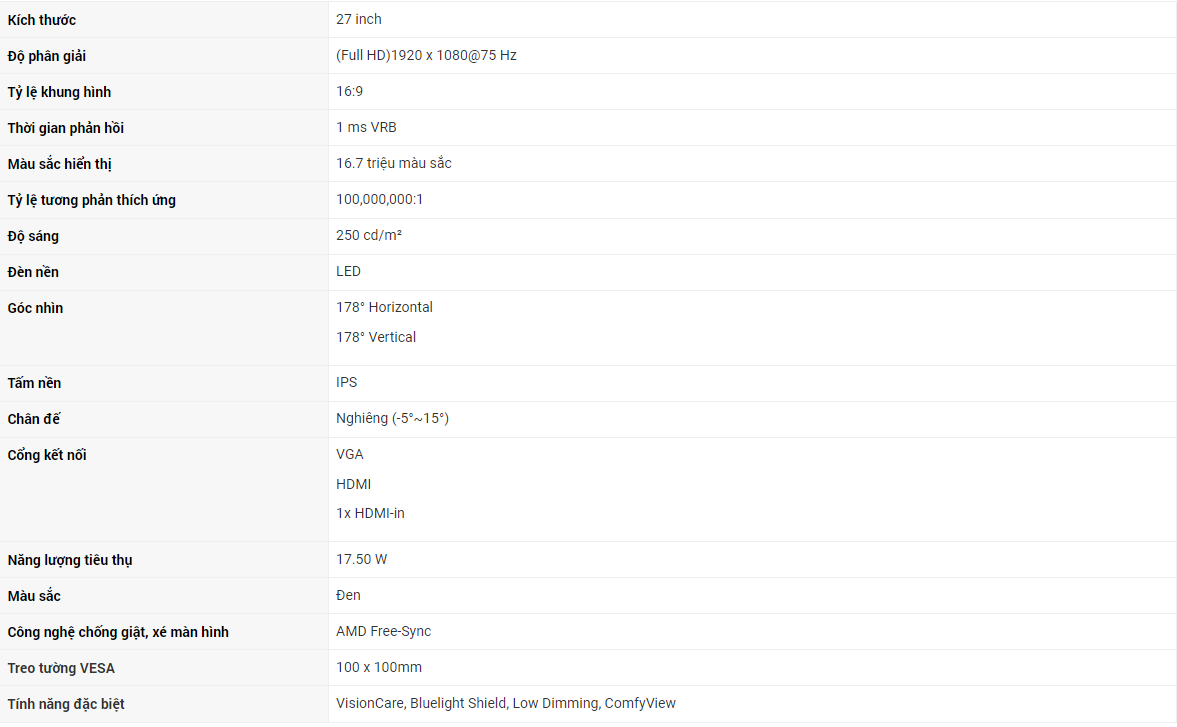 Kích thước 27 inch
Độ phân giải (Full HD)1920 x 1080@75 Hz
Tỷ lệ khung hình 16:9
Thời gian phản hồi 1 ms VRB
Màu sắc hiển thị 16.7 triệu màu sắc
Tỷ lệ tương phản thích ứng 100,000,000:1
Độ sáng 250 cd/m²
Đèn nền LED
Góc nhìn 178° Horizontal
178° Vertical
Tấm nền IPS
Chân đế Nghiêng (-5°~15°)
Cổng kết nối VGA
HDMI
1x HDMI-in
Năng lượng tiêu thụ 17.50 W
Màu sắc Đen
Công nghệ chống giật, xé màn hình AMD Free-Sync
Treo tường VESA 100 x 100mm
Tính năng đặc biệt VisionCare, Bluelight Shield, Low Dimming, ComfyView